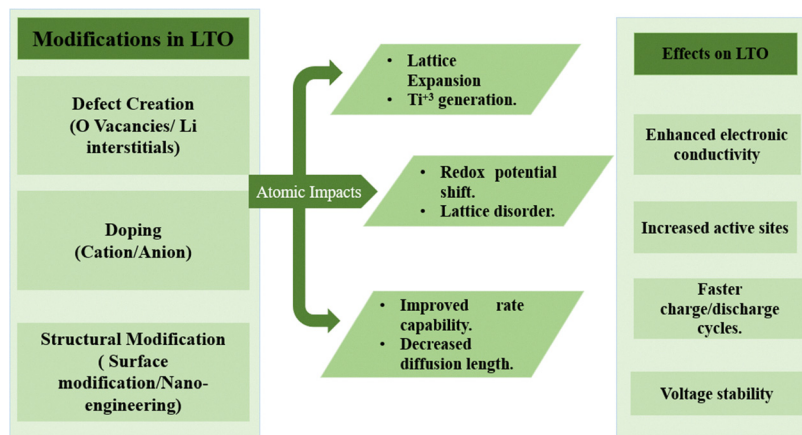 Modifications in LTO
Defect Creation
(O Vacancies/ Li
interstitials)
Doping
(Cation/Anion)
Structural Modification
( Surface
modification/Nano-
engineering)
Atomic Impacts
• Lattice
Expansion
• Ti⁺³ generation.
• Redox potential
shift.
• Lattice disorder.
• Improved rate
capability.
• Decreased
diffusion length.
Effects on LTO
Enhanced electronic
conductivity
Increased active sites
Faster
charge/discharge
cycles.
Voltage stability